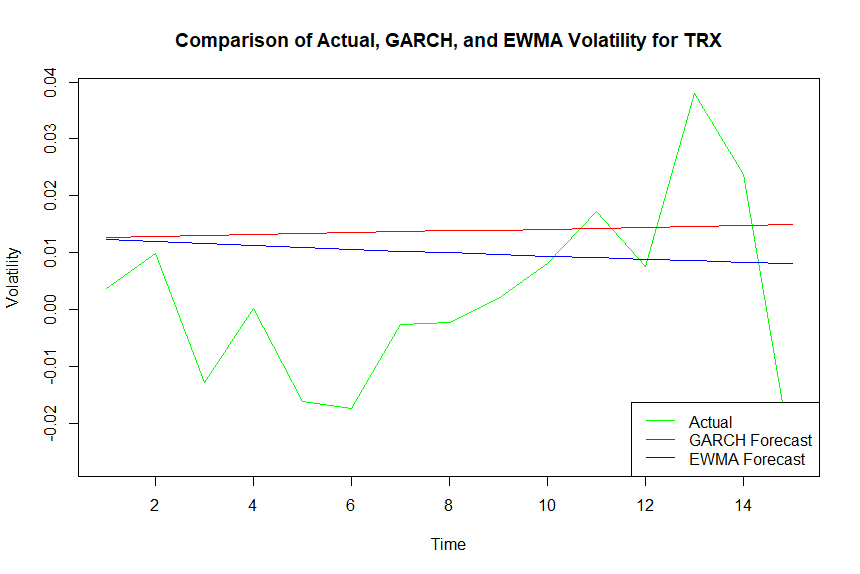 Comparison of Actual, GARCH, and EWMA Volatility for TRX
Volatility
0.04
0.03
0.02
0.01
0.00
-0.01
-0.02
Actual
GARCH Forecast
EWMA Forecast
2 4 6 8 10 12 14
Time